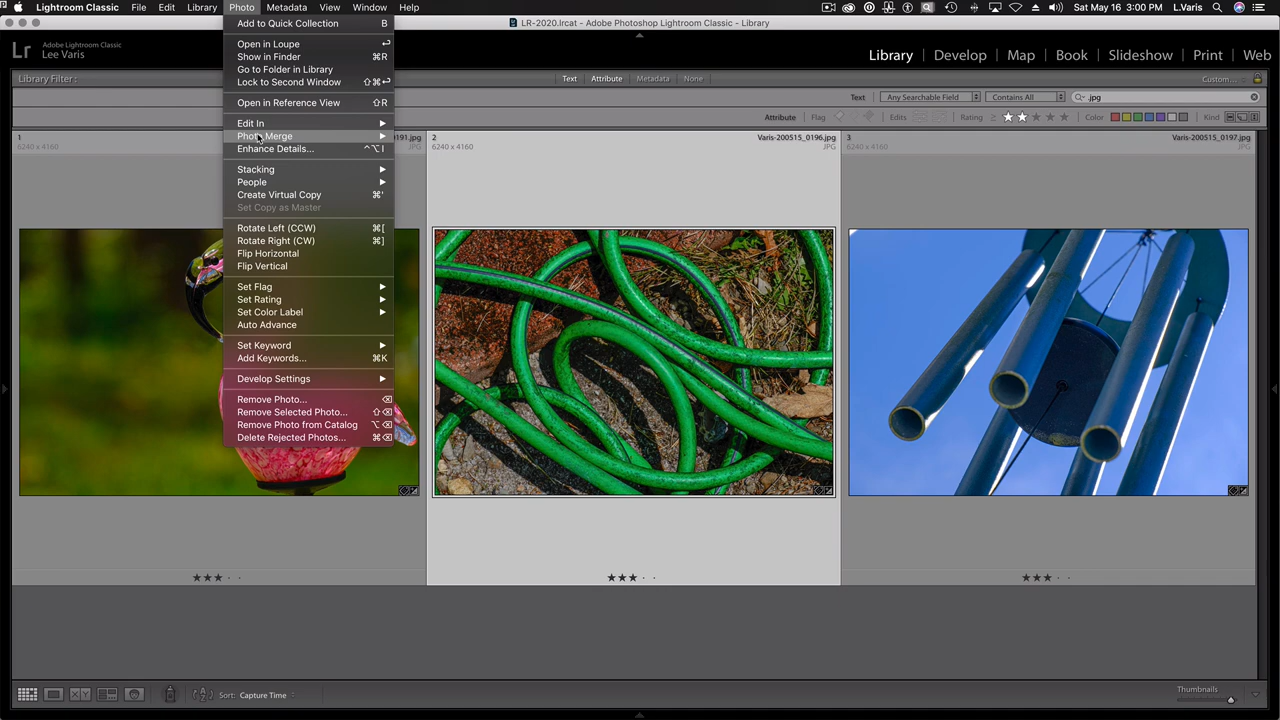 Lightroom Classic File Edit Library Photo Metadata View Window Help Sat May 16 3:00 PM L.Varis
LR-2020.lrcat - Adobe Photoshop Lightroom Classic - Library
Lr Adobe Lightroom Classic
Lee Varis
Library Develop Map Book Slideshow Print Web
Library Filter : Text Attribute Metadata None Custom...
Text Any Searchable Field Contains All .jpg
Attribute Flag Edits Rating ≥ ★ ★ ★ ★ ★ Color Kind
Add to Quick Collection B
Open in Loupe ↩
Show in Finder ⌘R
Go to Folder in Library
Lock to Second Window ⇧⌘↩
Open in Reference View ⇧R
Edit In ▶
Photo Merge ▶
Enhance Details... ^⌥I
Stacking ▶
People ▶
Create Virtual Copy ⌘'
Set Copy as Master
Rotate Left (CCW) ⌘[
Rotate Right (CW) ⌘]
Flip Horizontal
Flip Vertical
Set Flag ▶
Set Rating ▶
Set Color Label ▶
Auto Advance
Set Keyword ▶
Add Keywords... ⌘K
Develop Settings ▶
Remove Photo... ⌫
Remove Selected Photo... ⇧⌫
Remove Photo from Catalog ⌥⌫
Delete Rejected Photos... ⌘⌫
1 191.jpg
JPG
2 Varis-200515_0196.jpg
6240 x 4160 JPG
3 Varis-200515_0197.jpg
6240 x 4160 JPG
★★★ · ·
★★★ · ·
★★★ · ·
Sort: Capture Time
Thumbnails